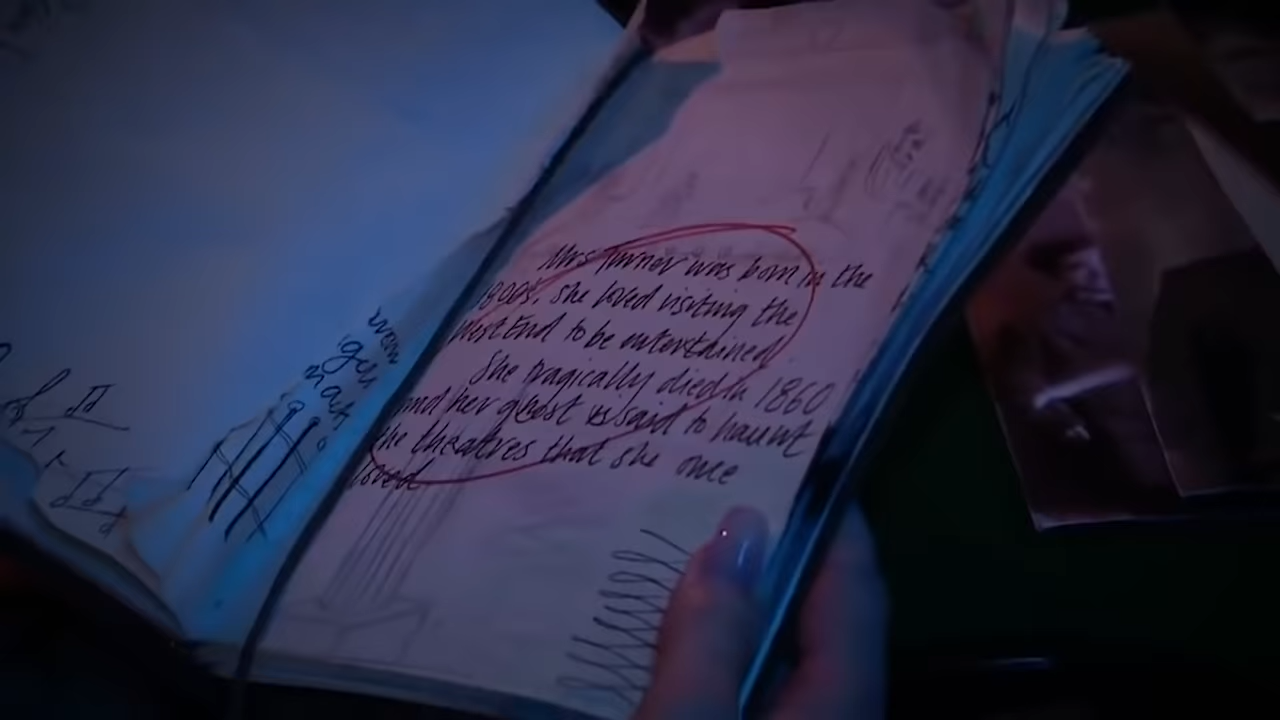 Mrs Turner was born in the
1800s. She loved visiting the
West End to be entertained.
She tragically died in 1860
and her ghost is said to haunt
the theatres that she once
loved